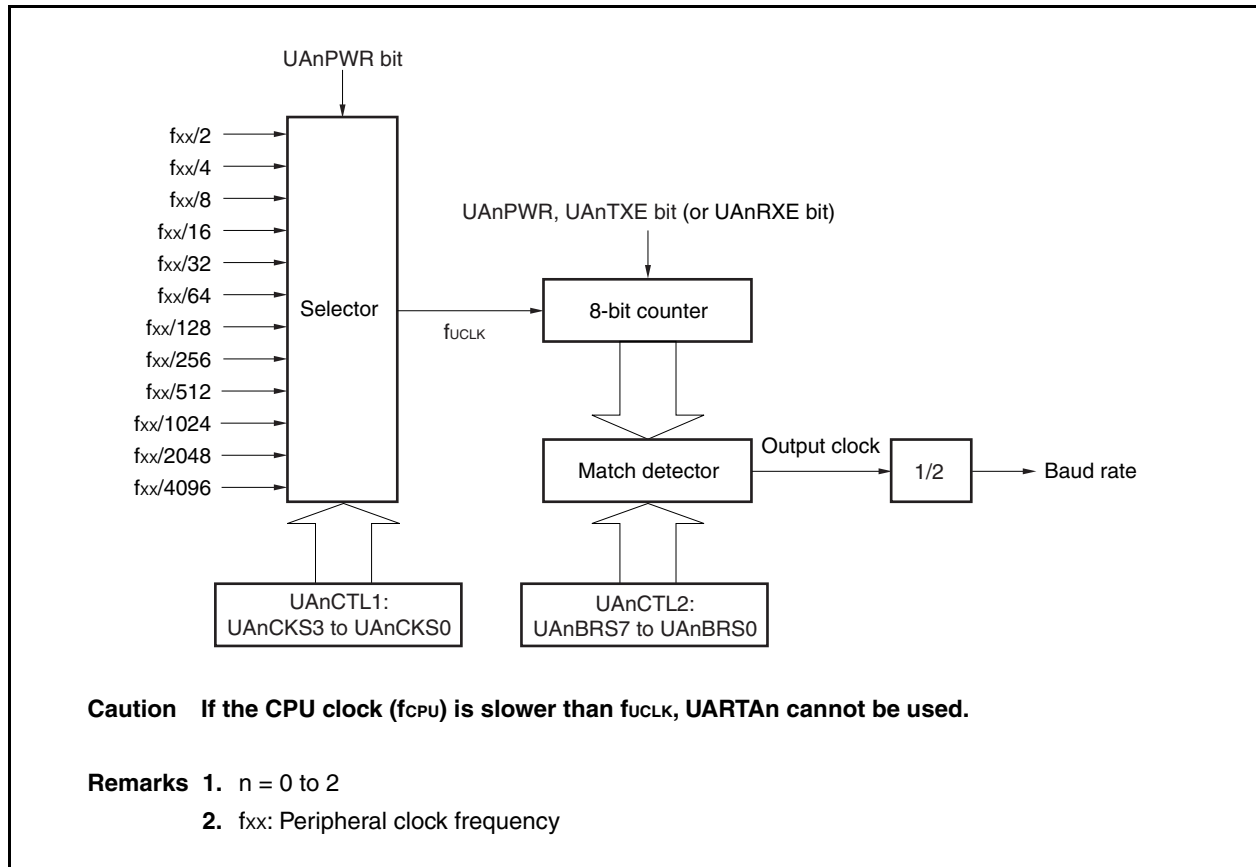 UAnPWR bit
fxx/2
fxx/4
fxx/8
fxx/16
fxx/32
fxx/64
fxx/128
fxx/256
fxx/512
fxx/1024
fxx/2048
fxx/4096
Selector
fUCLK
UAnPWR, UAnTXE bit (or UAnRXE bit)
8-bit counter
Match detector
Output clock
1/2
Baud rate
UAnCTL1:
UAnCKS3 to UAnCKS0
UAnCTL2:
UAnBRS7 to UAnBRS0
Caution If the CPU clock (fCPU) is slower than fUCLK, UARTAn cannot be used.
Remarks 1. n = 0 to 2
2. fxx: Peripheral clock frequency